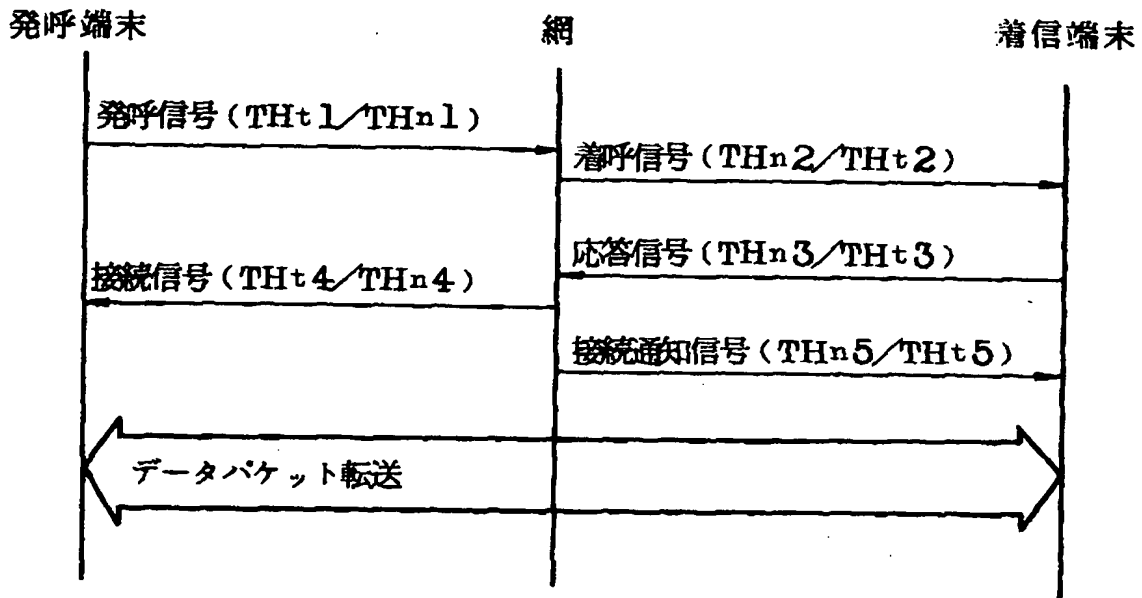 発呼端末
網
着信端末
発呼信号(THt1/THn1)
着呼信号(THn2/THt2)
応答信号(THn3/THt3)
接続信号(THt4/THn4)
接続通知信号(THn5/THt5)
データパケット転送